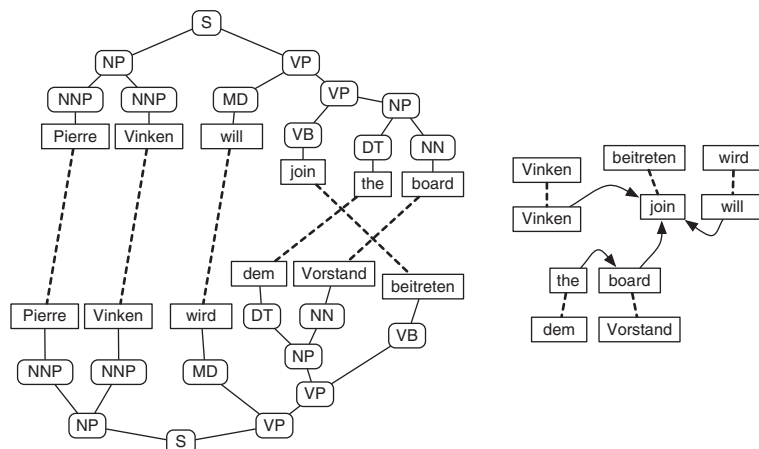 S
NP VP
NNP NNP MD VP NP
Pierre Vinken will VB DT NN
join the board
dem Vorstand beitreten
Pierre Vinken wird DT NN VB
NNP NNP MD NP
VP
NP S VP
Vinken beitreten wird
Vinken join will
the board
dem Vorstand